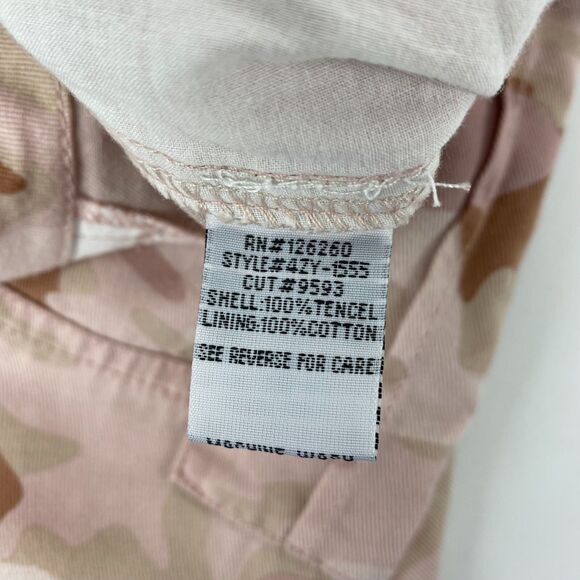 RN#126260
STYLE#4ZY-1555
CUT#9593
SHELL:100%TENCEL
LINING:100%COTTON
SEE REVERSE FOR CARE